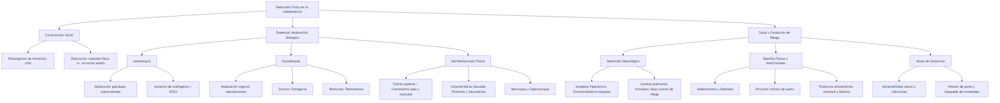 Desarrollo Físico en la
Adolescencia
Construcción Social
Pubertad: Maduración
Biológica
Salud y Conductas de
Riesgo
Prolongación de transición
vital
Disociación madurez física
vs. rol social adulto
Adrenarquia
Gonadarquia
Manifestaciones Físicas
Desarrollo Neurológico
Desafíos Físicos y
Nutricionales
Abuso de Sustancias
Maduración glándulas
suprarrenales
Aumento de andrógenos /
DHEA
Maduración órganos
reproductores
Ovarios: Estrógenos
Testículos: Testosterona
Estirón puberal /
Crecimiento óseo y
muscular
Características Sexuales
Primarias y Secundarias
Menarquia y Espermarquia
Amígdala hiperactiva:
Emocionalidad e impulsos
Corteza prefrontal
inmadura: Bajo control de
riesgo
Sedentarismo y Obesidad
Privación crónica de sueño
Trastornos Alimentarios:
Anorexia y Bulimia
Vulnerabilidad neural a
adicciones
Presión de pares y
búsqueda de novedades